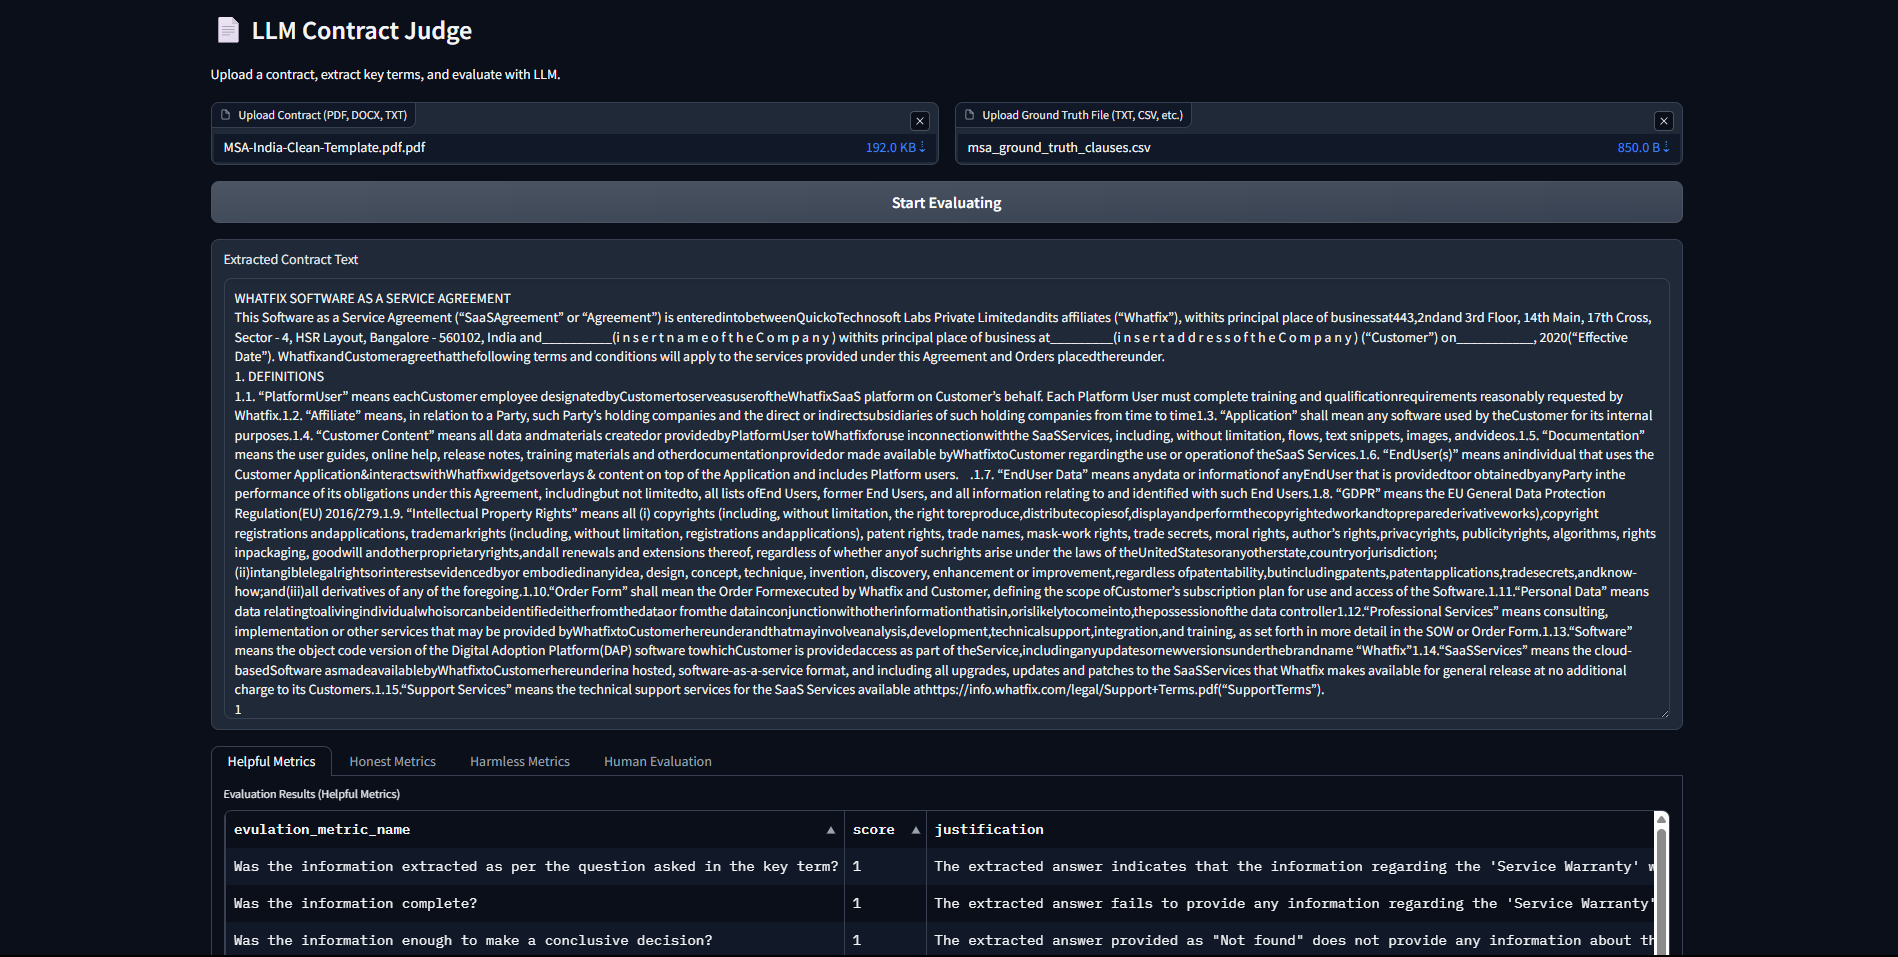 LLM Contract Judge
Upload a contract, extract key terms, and evaluate with LLM.
Upload Contract (PDF, DOCX, TXT)
MSA-India-Clean-Template.pdf.pdf
192.0 KB ↓
Upload Ground Truth File (TXT, CSV, etc.)
msa_ground_truth_clauses.csv
850.0 B ↓
Start Evaluating
Extracted Contract Text
WHATFIX SOFTWARE AS A SERVICE AGREEMENT
This Software as a Service Agreement (“SaaSAgreement” or “Agreement”) is enteredintobetweenQuickoTechnosoft Labs Private Limitedandits affiliates (“Whatfix”), withits principal place of businessat443,2ndand 3rd Floor, 14th Main, 17th Cross,
Sector - 4, HSR Layout, Bangalore - 560102, India and__________(i n s e r t n a m e o f t h e C o m p a n y ) withits principal place of business at_________(i n s e r t a d d r e s s o f t h e C o m p a n y ) (“Customer”) on___________, 2020(“Effective
Date”). WhatfixandCustomeragreethatthefollowing terms and conditions will apply to the services provided under this Agreement and Orders placedthereunder.
1. DEFINITIONS
1.1. “PlatformUser” means eachCustomer employee designatedbyCustomertoserveasuseroftheWhatfixSaaS platform on Customer’s behalf. Each Platform User must complete training and qualificationrequirements reasonably requested by
Whatfix.1.2. “Affiliate” means, in relation to a Party, such Party’s holding companies and the direct or indirectsubsidiaries of such holding companies from time to time1.3. “Application” shall mean any software used by theCustomer for its internal
purposes.1.4. “Customer Content” means all data andmaterials createdor providedbyPlatformUser toWhatfixforuse inconnectionwiththe SaaSServices, including, without limitation, flows, text snippets, images, andvideos.1.5. “Documentation”
means the user guides, online help, release notes, training materials and otherdocumentationprovidedor made available byWhatfixtoCustomer regardingthe use or operationof theSaaS Services.1.6. “EndUser(s)” means anindividual that uses the
Customer Application&interactswithWhatfixwidgetsoverlays & content on top of the Application and includes Platform users. .1.7. “EndUser Data” means anydata or informationof anyEndUser that is providedtoor obtainedbyanyParty inthe
performance of its obligations under this Agreement, includingbut not limitedto, all lists ofEnd Users, former End Users, and all information relating to and identified with such End Users.1.8. “GDPR” means the EU General Data Protection
Regulation(EU) 2016/279.1.9. “Intellectual Property Rights” means all (i) copyrights (including, without limitation, the right toreproduce,distributecopiesof,displayandperformthecopyrightedworkandtopreparederivativeworks),copyright
registrations andapplications, trademarkrights (including, without limitation, registrations andapplications), patent rights, trade names, mask-work rights, trade secrets, moral rights, author’s rights,privacyrights, publicityrights, algorithms, rights
inpackaging, goodwill andotherproprietaryrights,andall renewals and extensions thereof, regardless of whether anyof suchrights arise under the laws of theUnitedStatesoranyotherstate,countryorjurisdiction;
(ii)intangiblelegalrightsorinterestsevidencedbyor embodiedinanyidea, design, concept, technique, invention, discovery, enhancement or improvement,regardless ofpatentability,butincludingpatents,patentapplications,tradesecrets,andknow-
how;and(iii)all derivatives of any of the foregoing.1.10.“Order Form” shall mean the Order Formexecuted by Whatfix and Customer, defining the scope ofCustomer’s subscription plan for use and access of the Software.1.11.“Personal Data” means
data relatingtoalivingindividualwhoisorcanbeidentifiedeitherfromthedataor fromthe datainconjunctionwithotherinformationthatisin,orislikelytocomeinto,thepossessionofthe data controller1.12.“Professional Services” means consulting,
implementation or other services that may be provided byWhatfixtoCustomerhereunderandthatmayinvolveanalysis,development,technicalsupport,integration,and training, as set forth in more detail in the SOW or Order Form.1.13.“Software”
means the object code version of the Digital Adoption Platform(DAP) software towhichCustomer is providedaccess as part of theService,includinganyupdatesornewversionsunderthebrandname “Whatfix”1.14.“SaaSServices” means the cloud-
basedSoftware asmadeavailablebyWhatfixtoCustomerhereunderina hosted, software-as-a-service format, and including all upgrades, updates and patches to the SaaSServices that Whatfix makes available for general release at no additional
charge to its Customers.1.15.“Support Services” means the technical support services for the SaaS Services available athttps://info.whatfix.com/legal/Support+Terms.pdf(“SupportTerms”).
1
Helpful Metrics
Honest Metrics
Harmless Metrics
Human Evaluation
Evaluation Results (Helpful Metrics)
evulation_metric_name
score
justification
Was the information extracted as per the question asked in the key term?
1
The extracted answer indicates that the information regarding the 'Service Warranty' w
Was the information complete?
1
The extracted answer fails to provide any information regarding the 'Service Warranty'
Was the information enough to make a conclusive decision?
1
The extracted answer provided as "Not found" does not provide any information about th